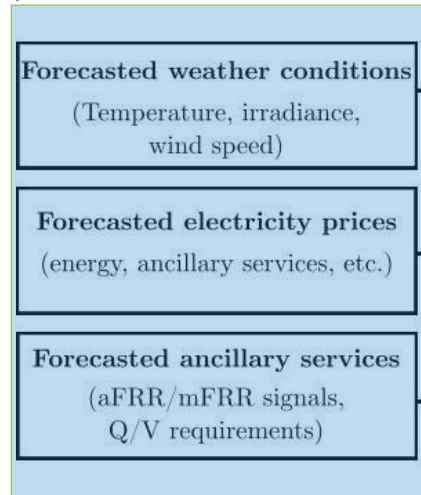 Forecasted weather conditions
(Temperature, irradiance,
wind speed)
Forecasted electricity prices
(energy, ancillary services, etc.)
Forecasted ancillary services
(aFRR/mFRR signals,
Q/V requirements)